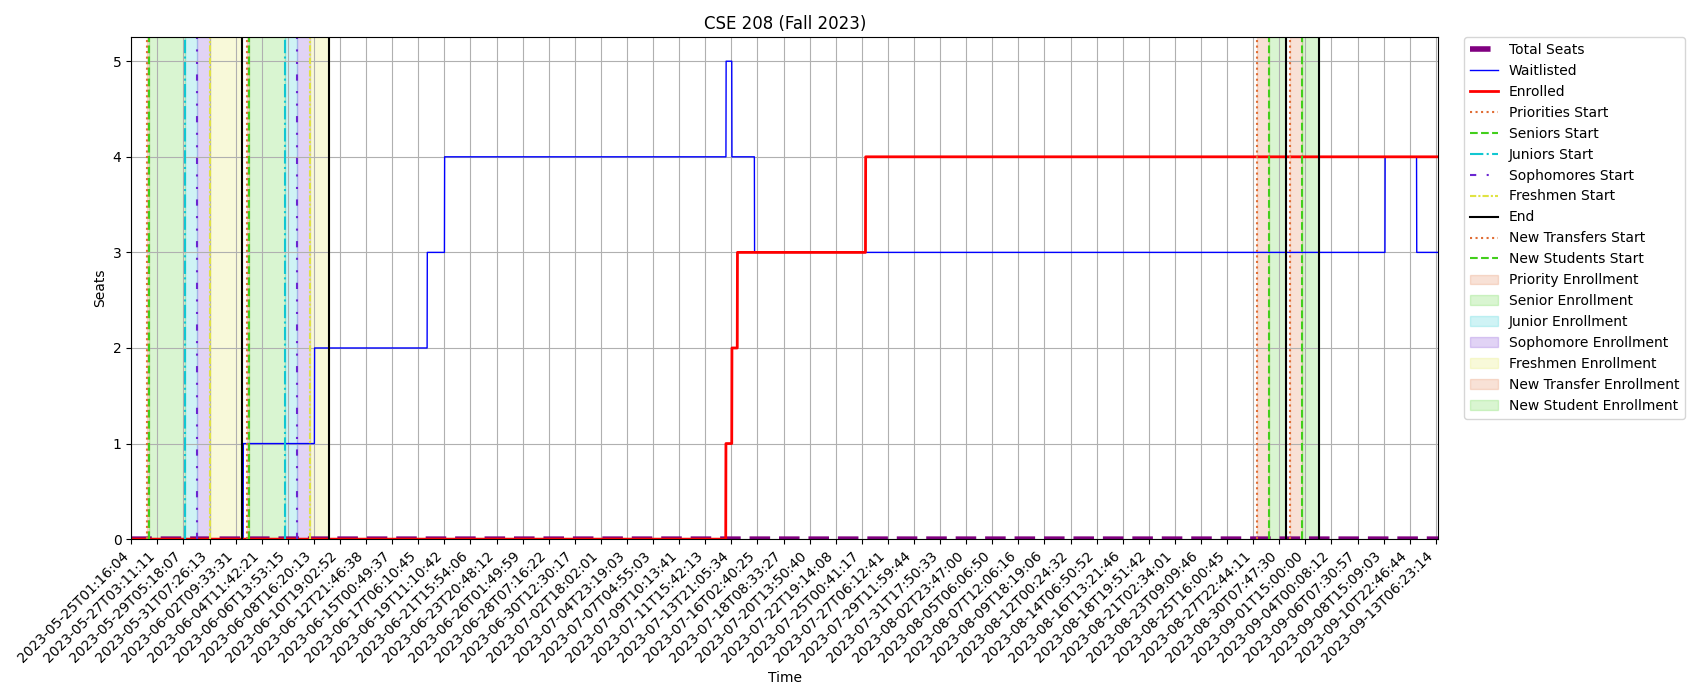 CSE 208 (Fall 2023)
Seats
5
4
3
2
1
0
2023-05-25T01:16:04
2023-05-27T03:11:11
2023-05-29T05:18:07
2023-05-31T07:26:13
2023-06-02T09:33:31
2023-06-04T11:42:21
2023-06-06T13:53:15
2023-06-08T16:20:13
2023-06-10T19:02:52
2023-06-12T21:46:38
2023-06-15T00:49:37
2023-06-17T06:10:45
2023-06-19T11:10:42
2023-06-21T15:54:06
2023-06-23T20:48:12
2023-06-26T01:49:59
2023-06-28T07:16:22
2023-06-30T12:30:17
2023-07-02T18:02:01
2023-07-04T23:19:03
2023-07-07T04:55:03
2023-07-09T10:13:41
2023-07-11T15:42:13
2023-07-13T21:05:34
2023-07-16T02:40:25
2023-07-18T08:33:27
2023-07-20T13:50:40
2023-07-22T19:14:08
2023-07-25T00:41:17
2023-07-27T06:12:41
2023-07-29T11:59:44
2023-07-31T17:50:33
2023-08-02T23:47:00
2023-08-05T06:06:50
2023-08-07T12:06:16
2023-08-09T18:19:06
2023-08-12T00:24:32
2023-08-14T06:50:52
2023-08-16T13:21:46
2023-08-18T19:51:42
2023-08-21T02:34:01
2023-08-23T09:09:46
2023-08-25T16:00:45
2023-08-27T22:44:11
2023-08-30T07:47:30
2023-09-01T15:00:00
2023-09-04T00:08:12
2023-09-06T07:30:57
2023-09-08T15:09:03
2023-09-10T22:46:44
2023-09-13T06:23:14
Time
Total Seats
Waitlisted
Enrolled
Priorities Start
Seniors Start
Juniors Start
Sophomores Start
Freshmen Start
End
New Transfers Start
New Students Start
Priority Enrollment
Senior Enrollment
Junior Enrollment
Sophomore Enrollment
Freshmen Enrollment
New Transfer Enrollment
New Student Enrollment